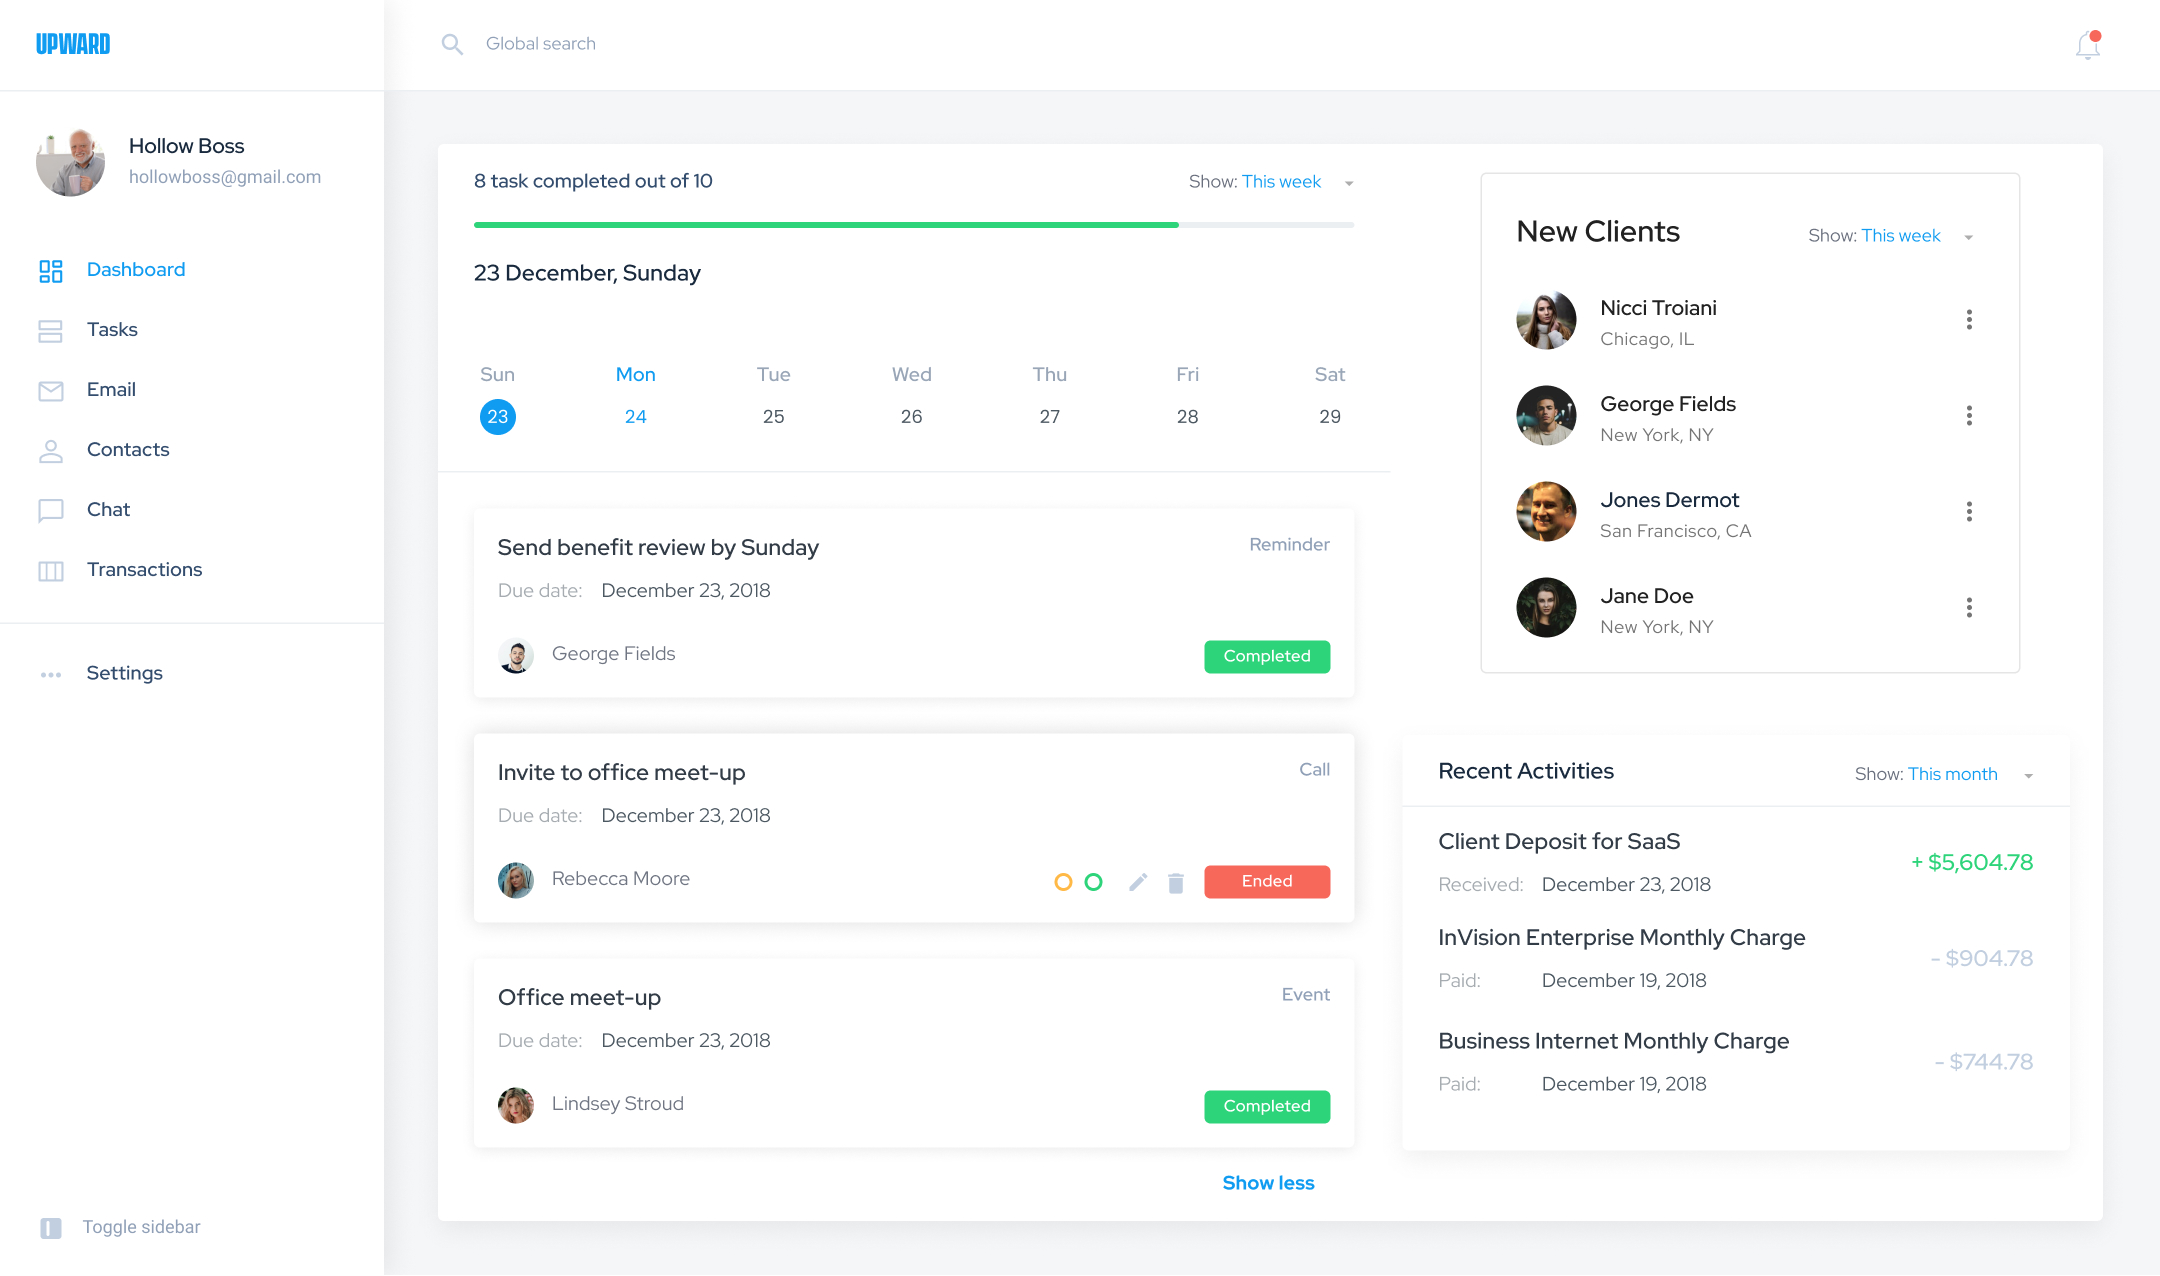 UPWARD
Global search
Hollow Boss
hollowboss@gmail.com
Dashboard
Tasks
Email
Contacts
Chat
Transactions
Settings
Toggle sidebar
8 task completed out of 10
Show: This week
23 December, Sunday
Sun Mon Tue Wed Thu Fri Sat
23 24 25 26 27 28 29
Send benefit review by Sunday
Reminder
Due date: December 23, 2018
George Fields
Completed
Invite to office meet-up
Call
Due date: December 23, 2018
Rebecca Moore
Ended
Office meet-up
Event
Due date: December 23, 2018
Lindsey Stroud
Completed
Show less
New Clients
Show: This week
Nicci Troiani
Chicago, IL
George Fields
New York, NY
Jones Dermot
San Francisco, CA
Jane Doe
New York, NY
Recent Activities
Show: This month
Client Deposit for SaaS
+ $5,604.78
Received: December 23, 2018
InVision Enterprise Monthly Charge
- $904.78
Paid: December 19, 2018
Business Internet Monthly Charge
- $744.78
Paid: December 19, 2018